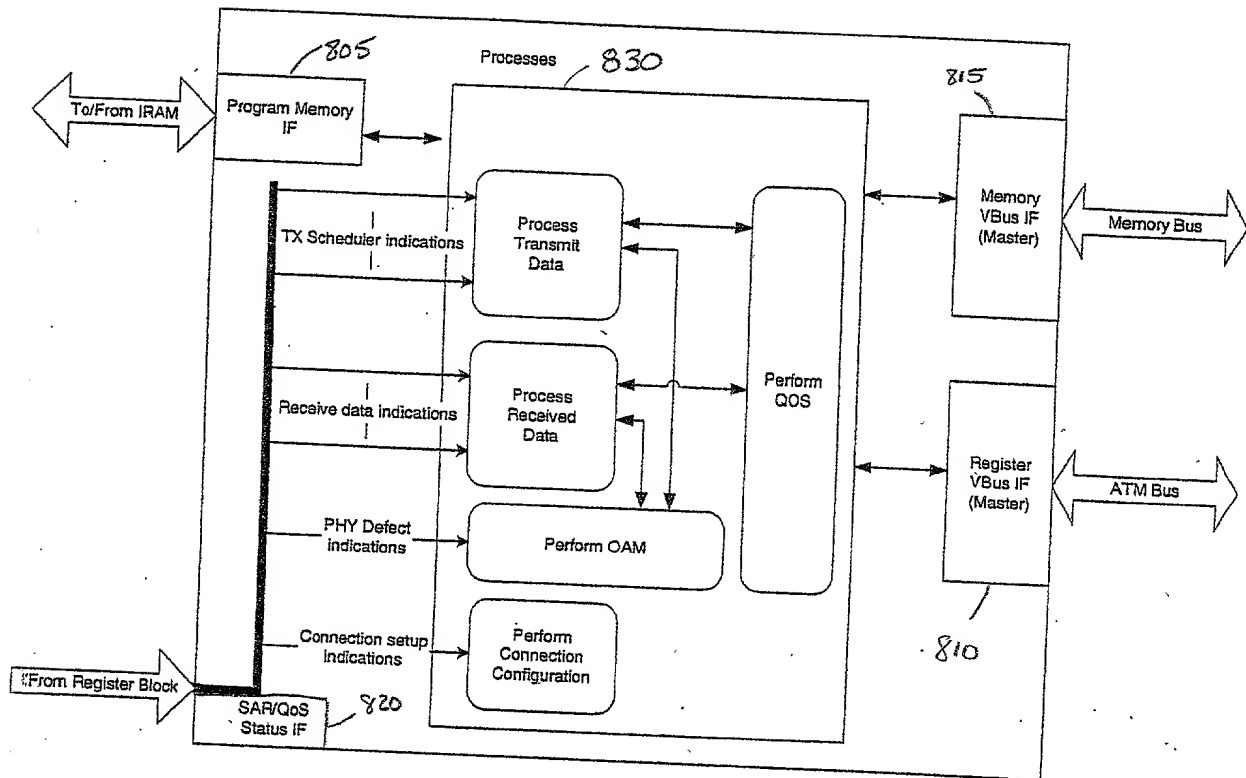 805
Processes
830
815
To/From IRAM
Program Memory
IF
Memory
VBus IF
(Master)
Memory Bus
TX Scheduler indications
Process
Transmit
Data
Perform
QOS
Receive data indications
Process
Received
Data
Register
VBus IF
(Master)
ATM Bus
PHY Defect
indications
Perform OAM
Connection setup
Indications
Perform
Connection
Configuration
810
From Register Block
SAR/QoS
Status IF
820